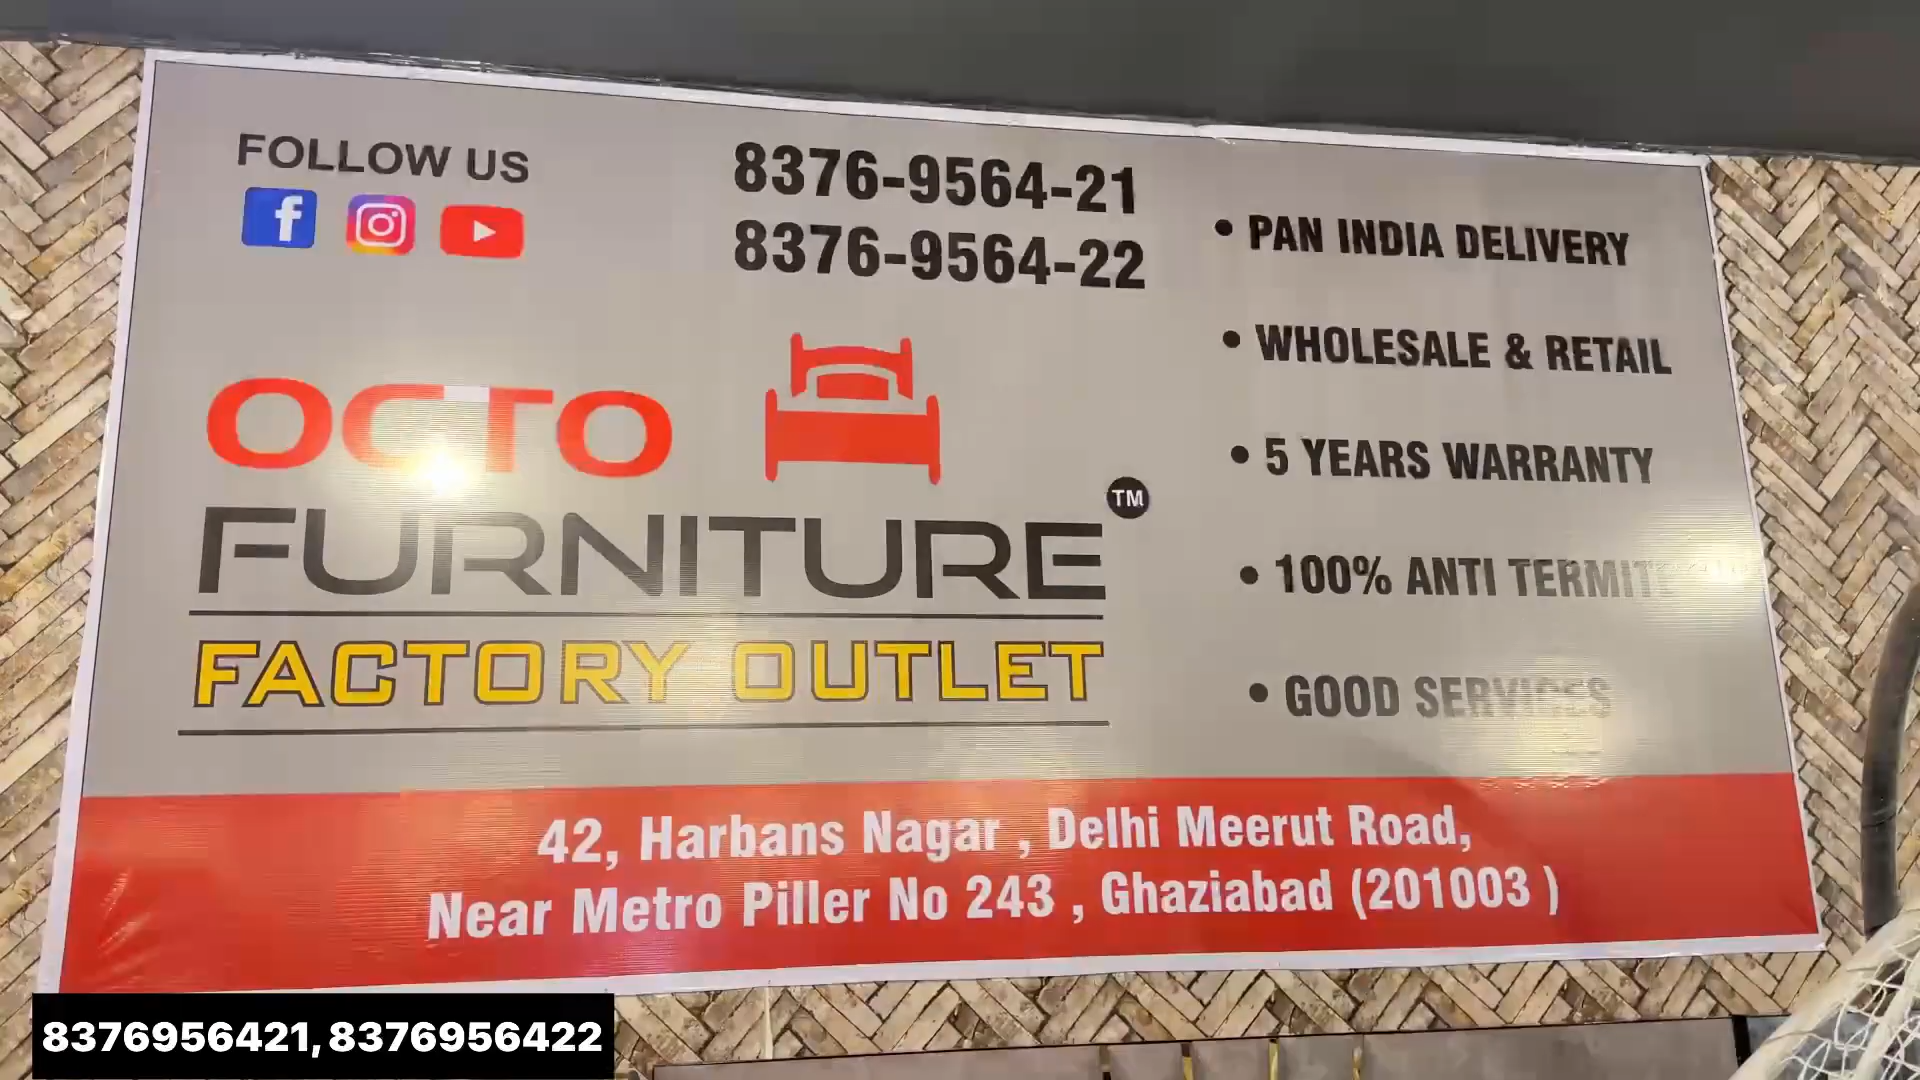 FOLLOW US
8376-9564-21
8376-9564-22
OCTO
FURNITURE
TM
FACTORY OUTLET
• PAN INDIA DELIVERY
• WHOLESALE & RETAIL
• 5 YEARS WARRANTY
• 100% ANTI TERMITE
• GOOD SERVICES
42, Harbans Nagar , Delhi Meerut Road,
Near Metro Piller No 243 , Ghaziabad (201003 )
8376956421, 8376956422